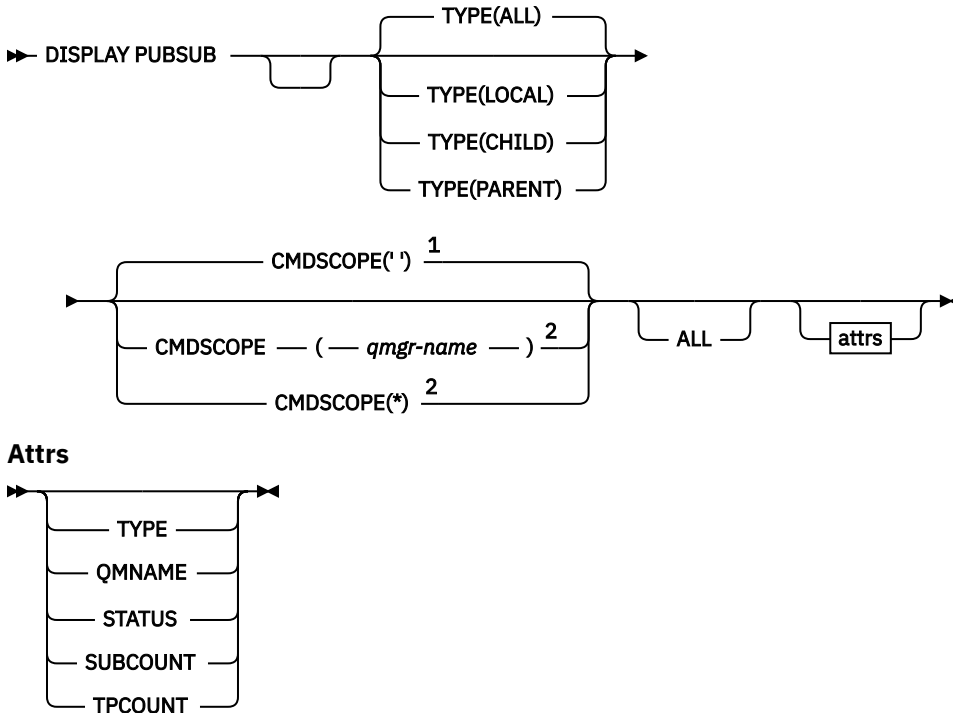 TYPE(ALL)
DISPLAY PUBSUB
TYPE(LOCAL)
TYPE(CHILD)
TYPE(PARENT)
CMDSCOPE(' ') 1
CMDSCOPE ( qmgr-name ) 2
CMDSCOPE(*) 2
ALL
attrs
Attrs
TYPE
QMNAME
STATUS
SUBCOUNT
TPCOUNT